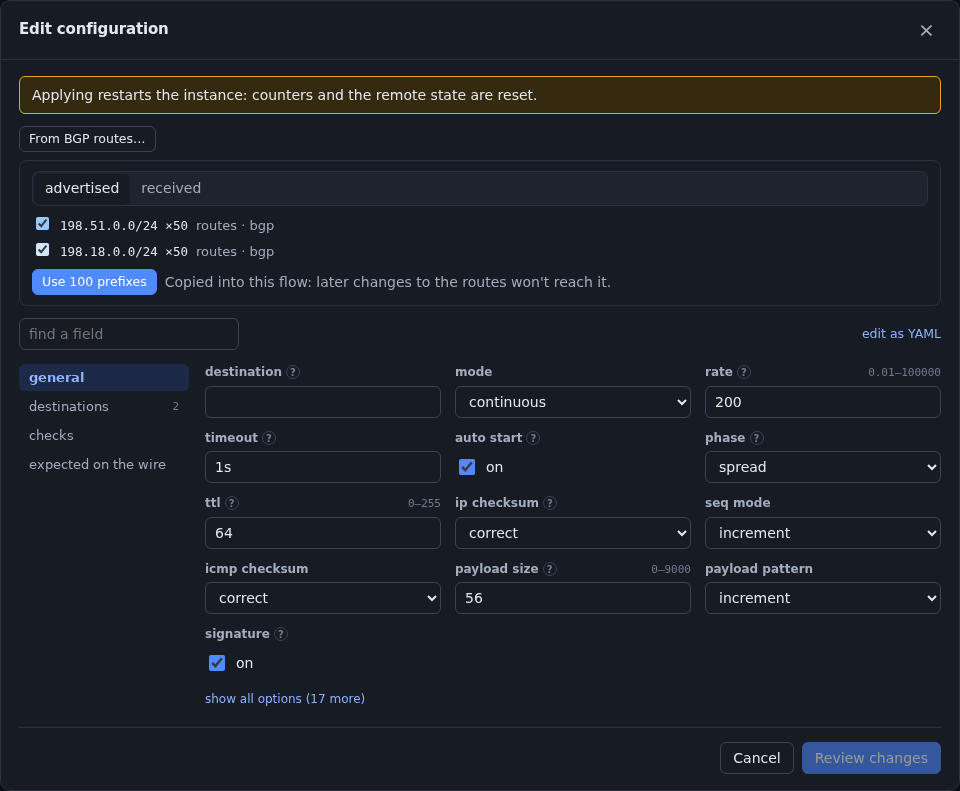 Edit configuration
Applying restarts the instance: counters and the remote state are reset.
From BGP routes…
advertised received
198.51.0.0/24 ×50 routes · bgp
198.18.0.0/24 ×50 routes · bgp
Use 100 prefixes Copied into this flow: later changes to the routes won't reach it.
find a field edit as YAML
general
destinations 2
checks
expected on the wire
destination ? mode rate ? 0.01–100000
continuous 200
timeout ? auto start ? phase ?
1s on spread
ttl ? 0–255 ip checksum ? seq mode
64 correct increment
icmp checksum payload size ? 0–9000 payload pattern
correct 56 increment
signature ?
on
show all options (17 more)
Cancel Review changes